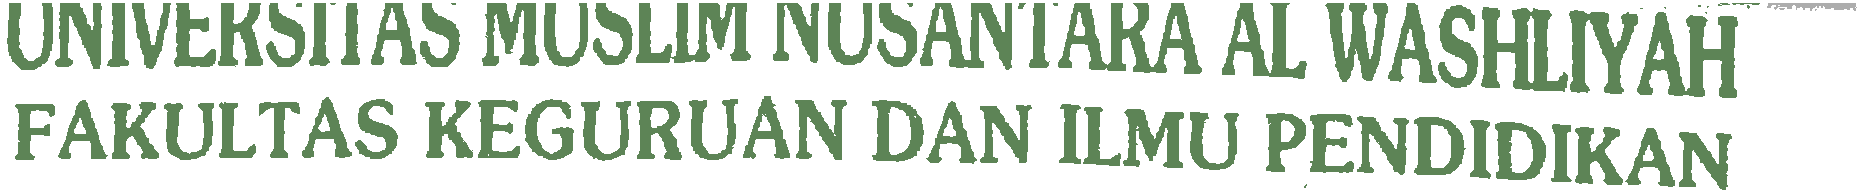 UNIVERSITAS MUSLIM NUSANTARA AL WASHLIYAH
FAKULTAS KEGURUAN DAN ILMU PENDIDIKAN